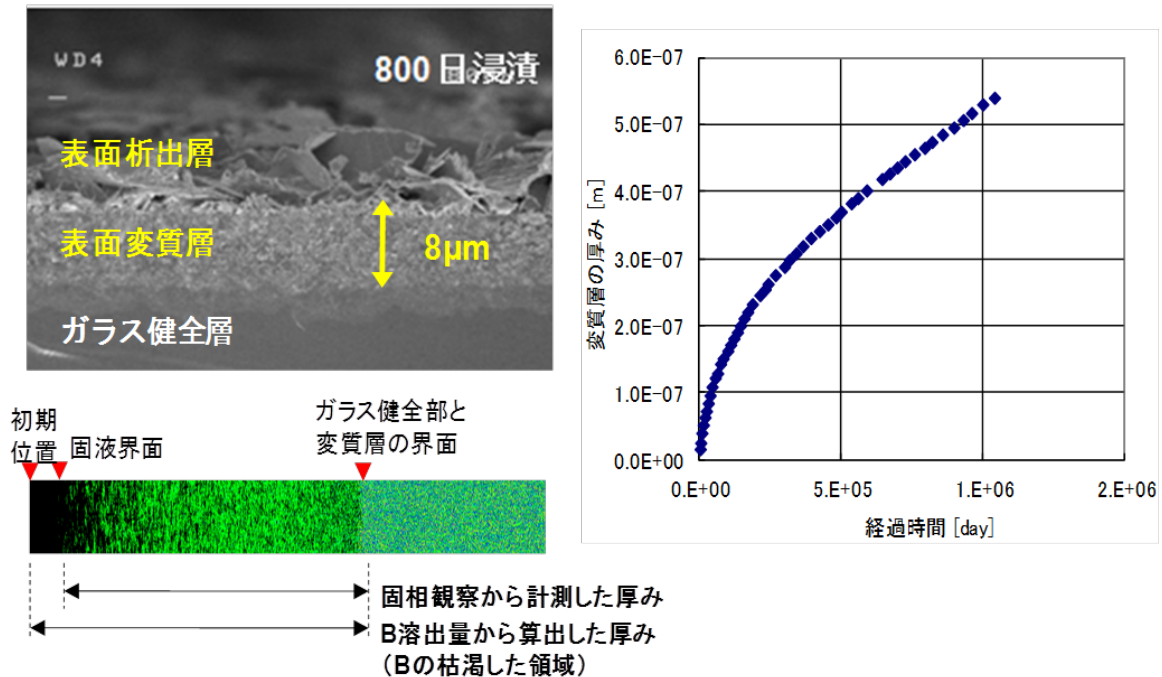 WD4
800 日浸漬
表面析出層
表面変質層
8μm
ガラス健全層
初期
位置
固液界面
ガラス健全部と
変質層の界面
固相観察から計測した厚み
B溶出量から算出した厚み
(Bの枯渇した領域)
6.0E-07
5.0E-07
4.0E-07
3.0E-07
2.0E-07
1.0E-07
0.0E+00
変質層の厚み [m]
0.E+00
5.E+05
1.E+06
2.E+06
経過時間 [day]